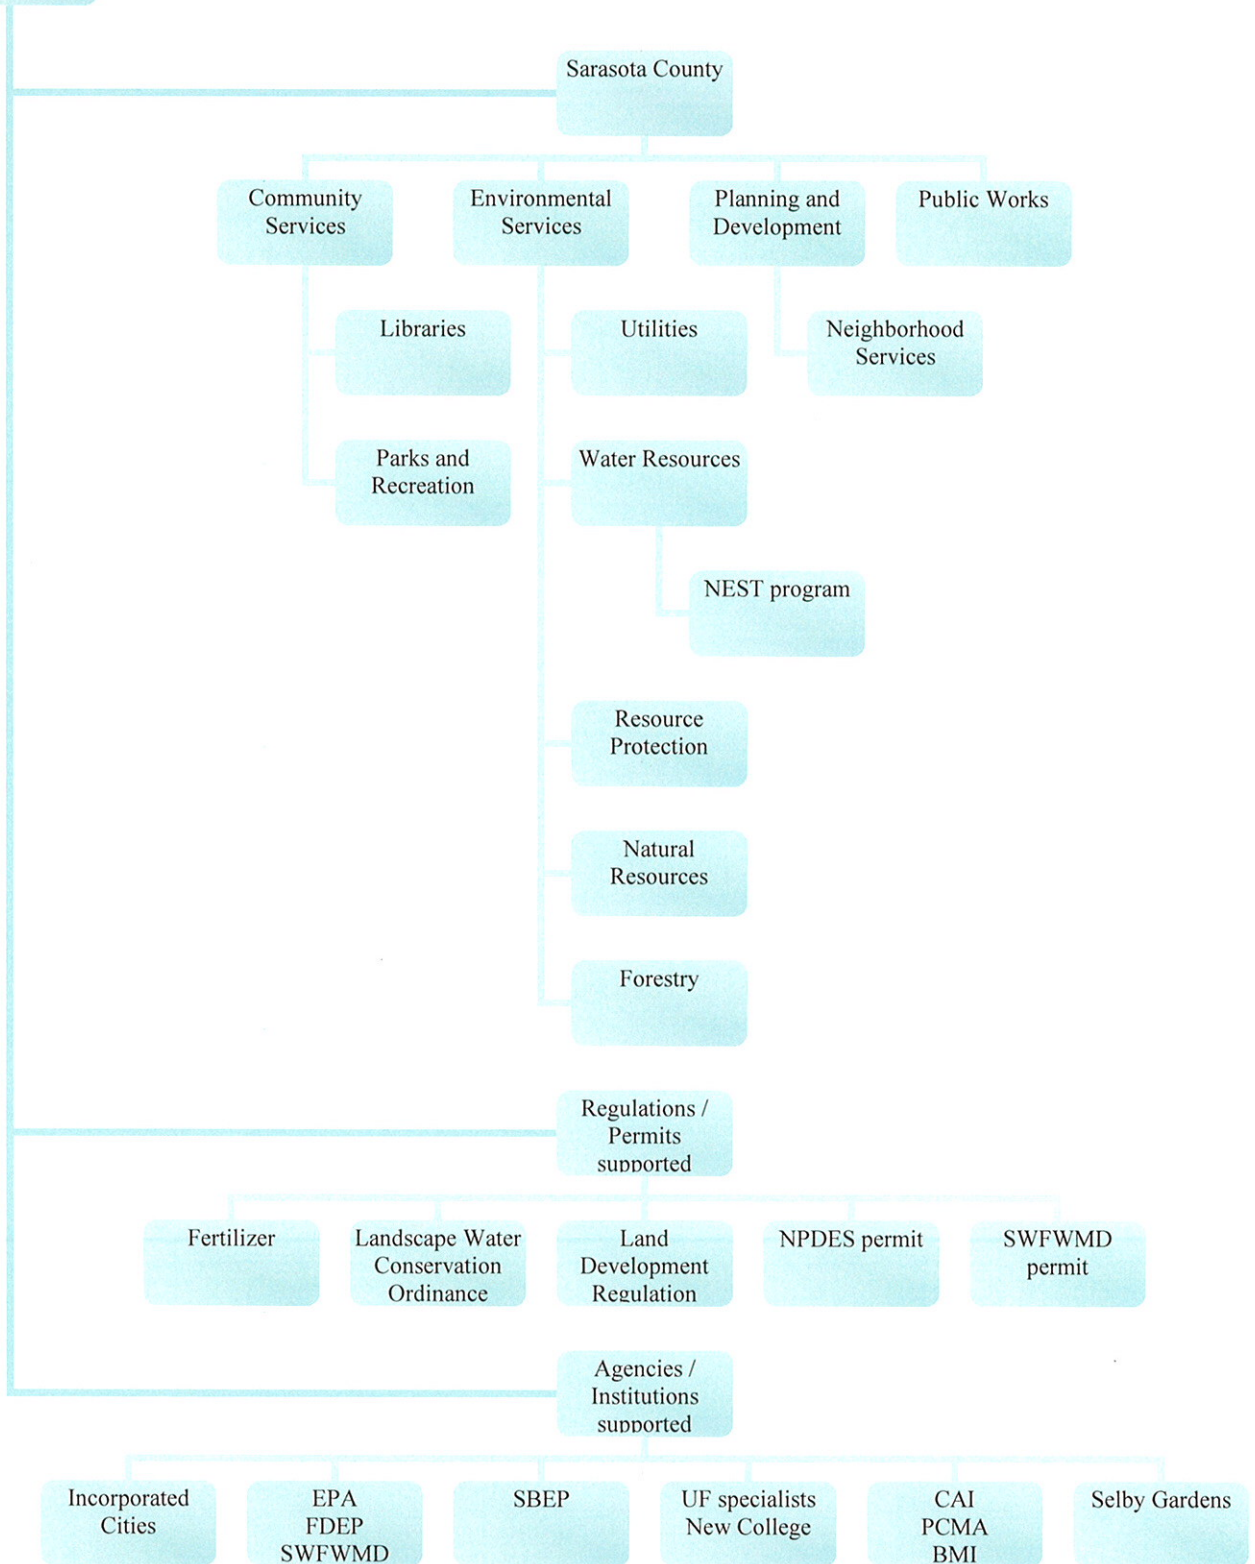 Sarasota County
Community
Services
Environmental
Services
Planning and
Development
Public Works
Libraries
Utilities
Neighborhood
Services
Parks and
Recreation
Water Resources
NEST program
Resource
Protection
Natural
Resources
Forestry
Regulations /
Permits
supported
Fertilizer
Landscape Water
Conservation
Ordinance
Land
Development
Regulation
NPDES permit
SWFWMD
permit
Agencies /
Institutions
supported
Incorporated
Cities
EPA
FDEP
SWFWMD
SBEP
UF specialists
New College
CAI
PCMA
BMI
Selby Gardens